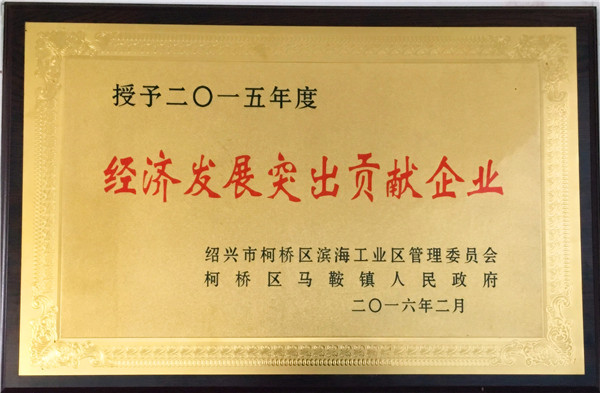 授予二〇一五年度
经济发展突出贡献企业
绍兴市柯桥区滨海工业区管理委员会
柯桥区马鞍镇人民政府
二〇一六年二月